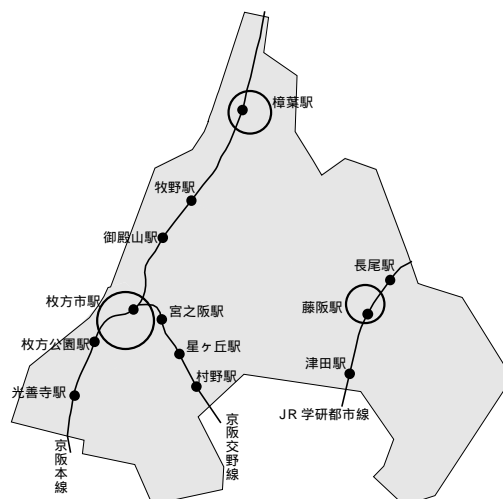 樟葉駅
牧野駅
御殿山駅
長尾駅
枚方市駅
宮之阪駅
藤阪駅
枚方公園駅
星ヶ丘駅
津田駅
村野駅
光善寺駅
JR 学研都市線
京阪本線
京阪交野線